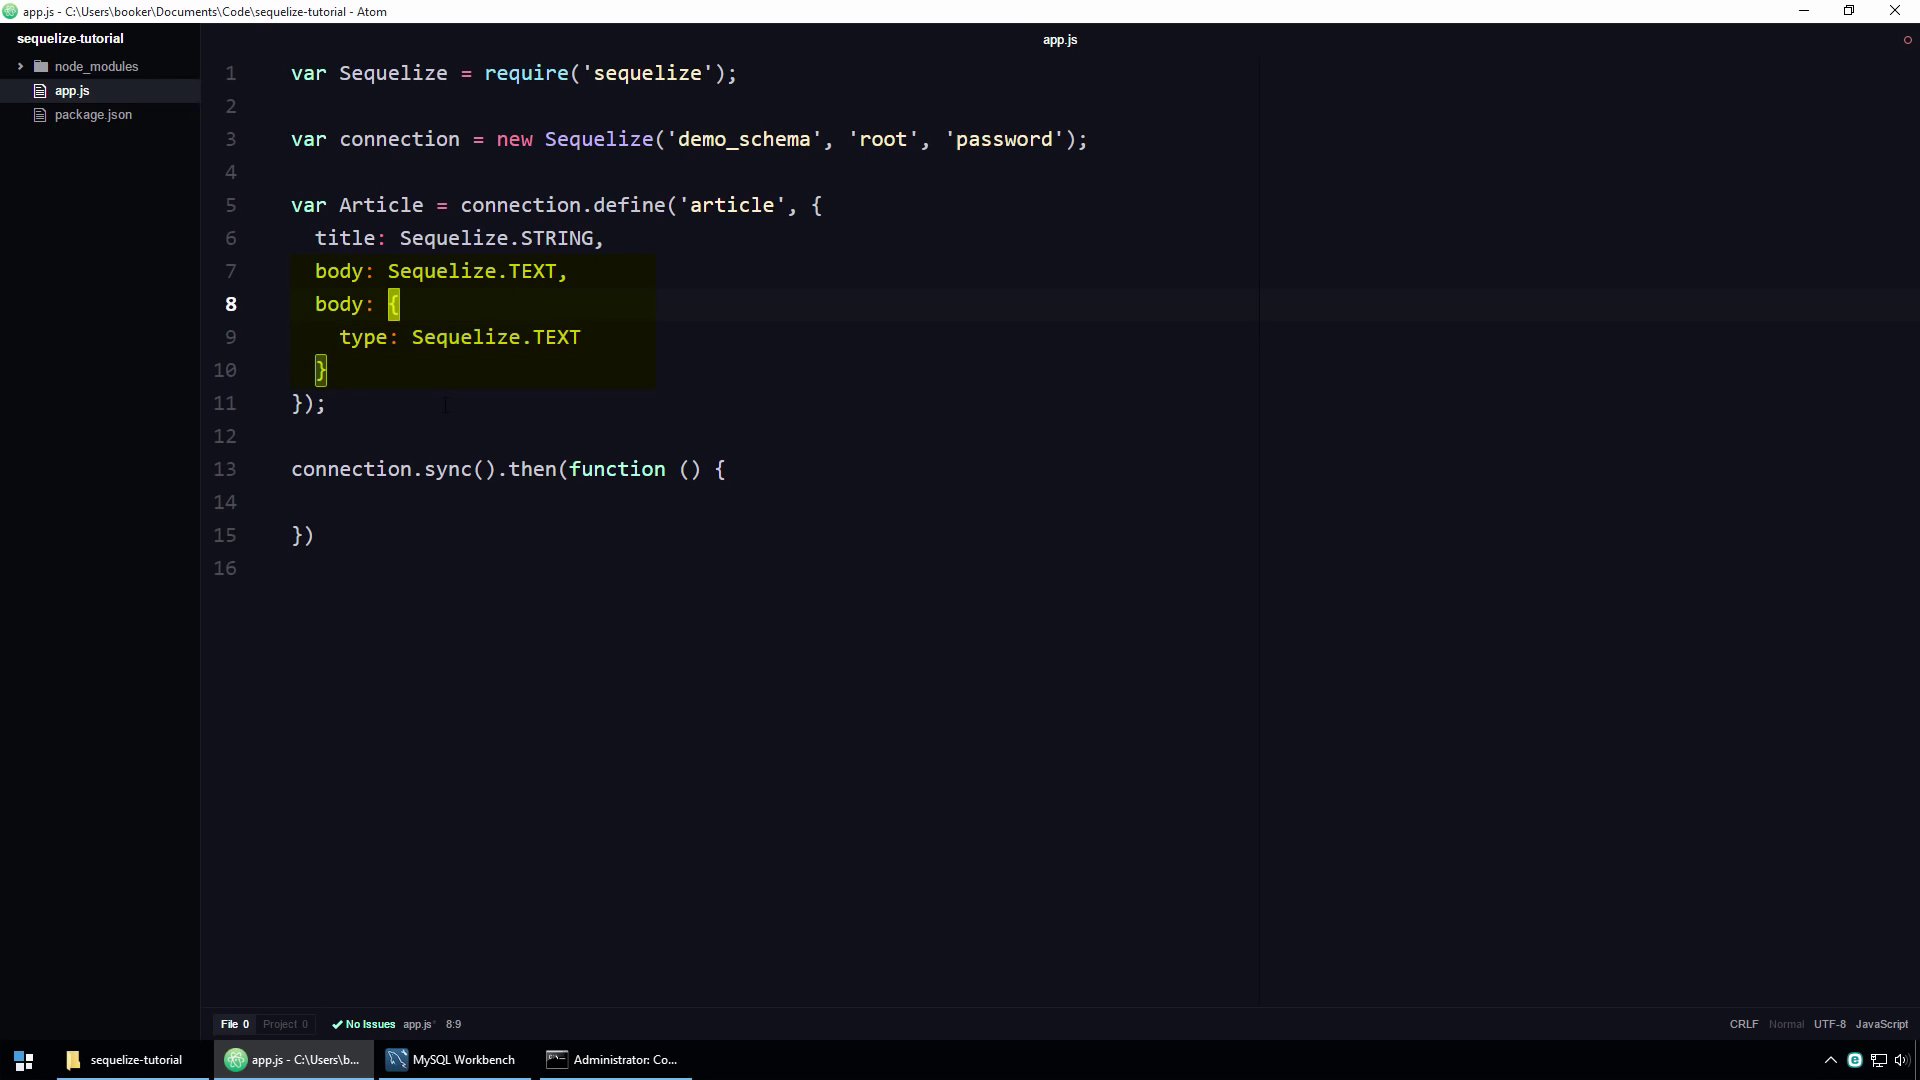 app.js - C:\Users\booker\Documents\Code\sequelize-tutorial - Atom
sequelize-tutorial
node_modules
app.js
package.json
app.js
1 var Sequelize = require('sequelize');
2
3 var connection = new Sequelize('demo_schema', 'root', 'password');
4
5 var Article = connection.define('article', {
6 title: Sequelize.STRING,
7 body: Sequelize.TEXT,
8 body: {
9 type: Sequelize.TEXT
10 }
11 });
12
13 connection.sync().then(function () {
14
15 })
16
File 0 Project 0 No Issues app.js* 8:9 CRLF Normal UTF-8 JavaScript
sequelize-tutorial app.js - C:\Users\b... MySQL Workbench Administrator: Co...